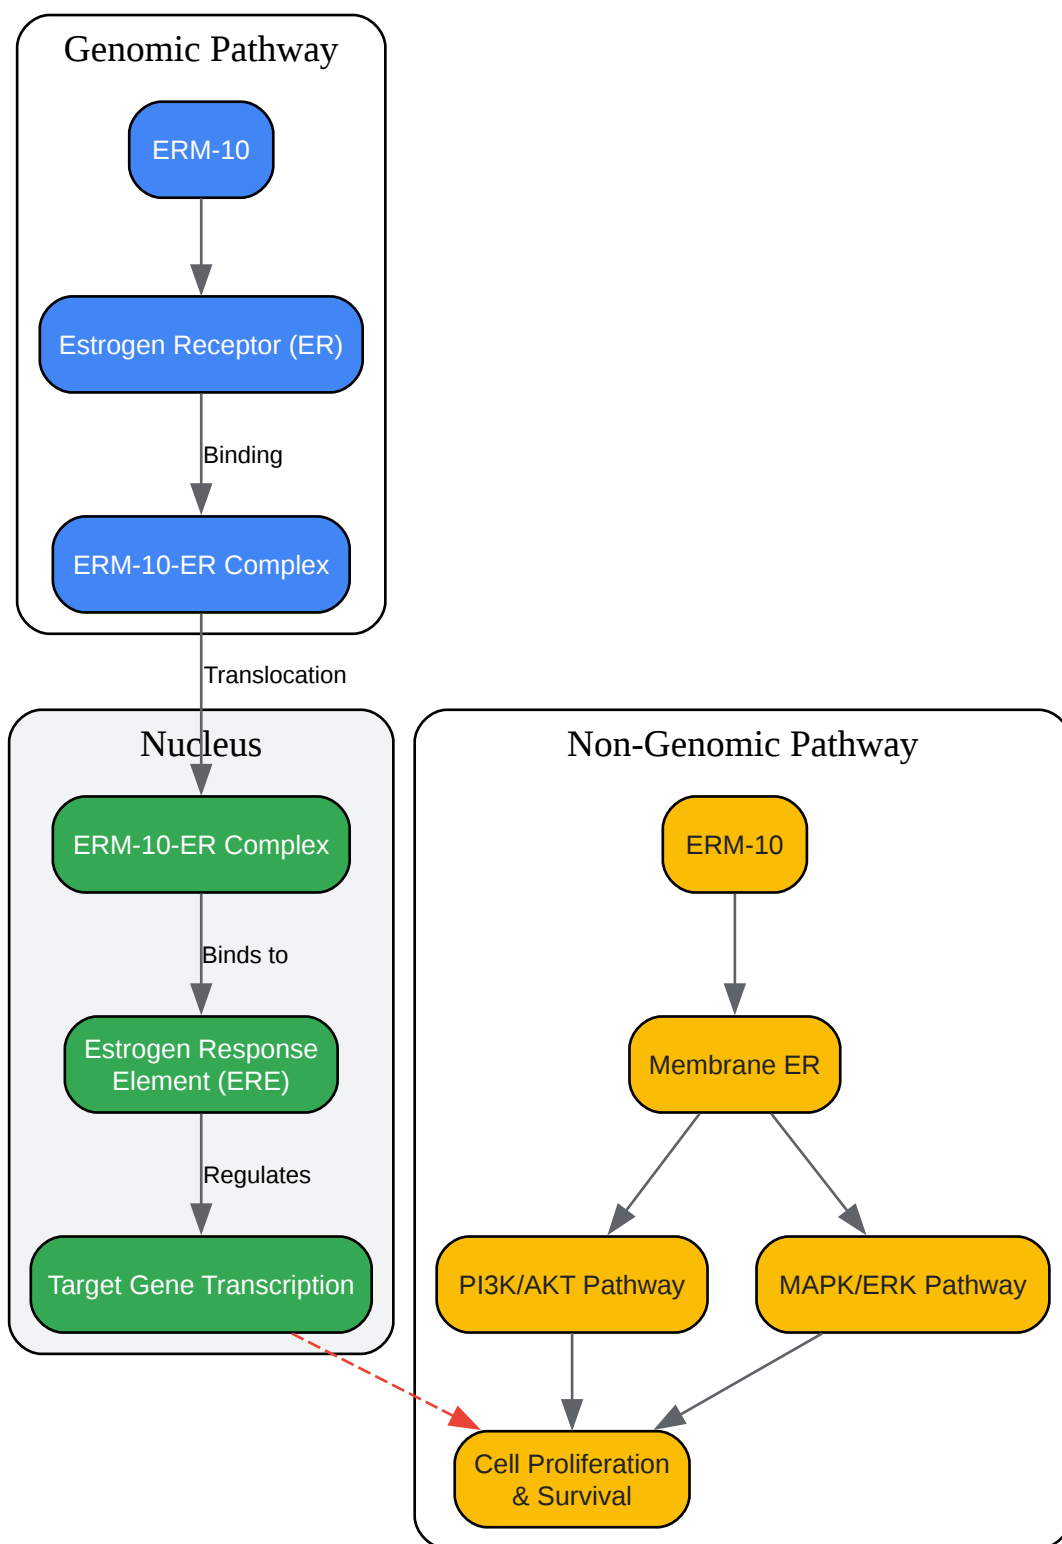 Genomic Pathway
ERM-10
Estrogen Receptor (ER)
Binding
ERM-10-ER Complex
Translocation
Nucleus
ERM-10-ER Complex
Binds to
Estrogen Response
Element (ERE)
Regulates
Target Gene Transcription
Non-Genomic Pathway
ERM-10
Membrane ER
PI3K/AKT Pathway
MAPK/ERK Pathway
Cell Proliferation
& Survival